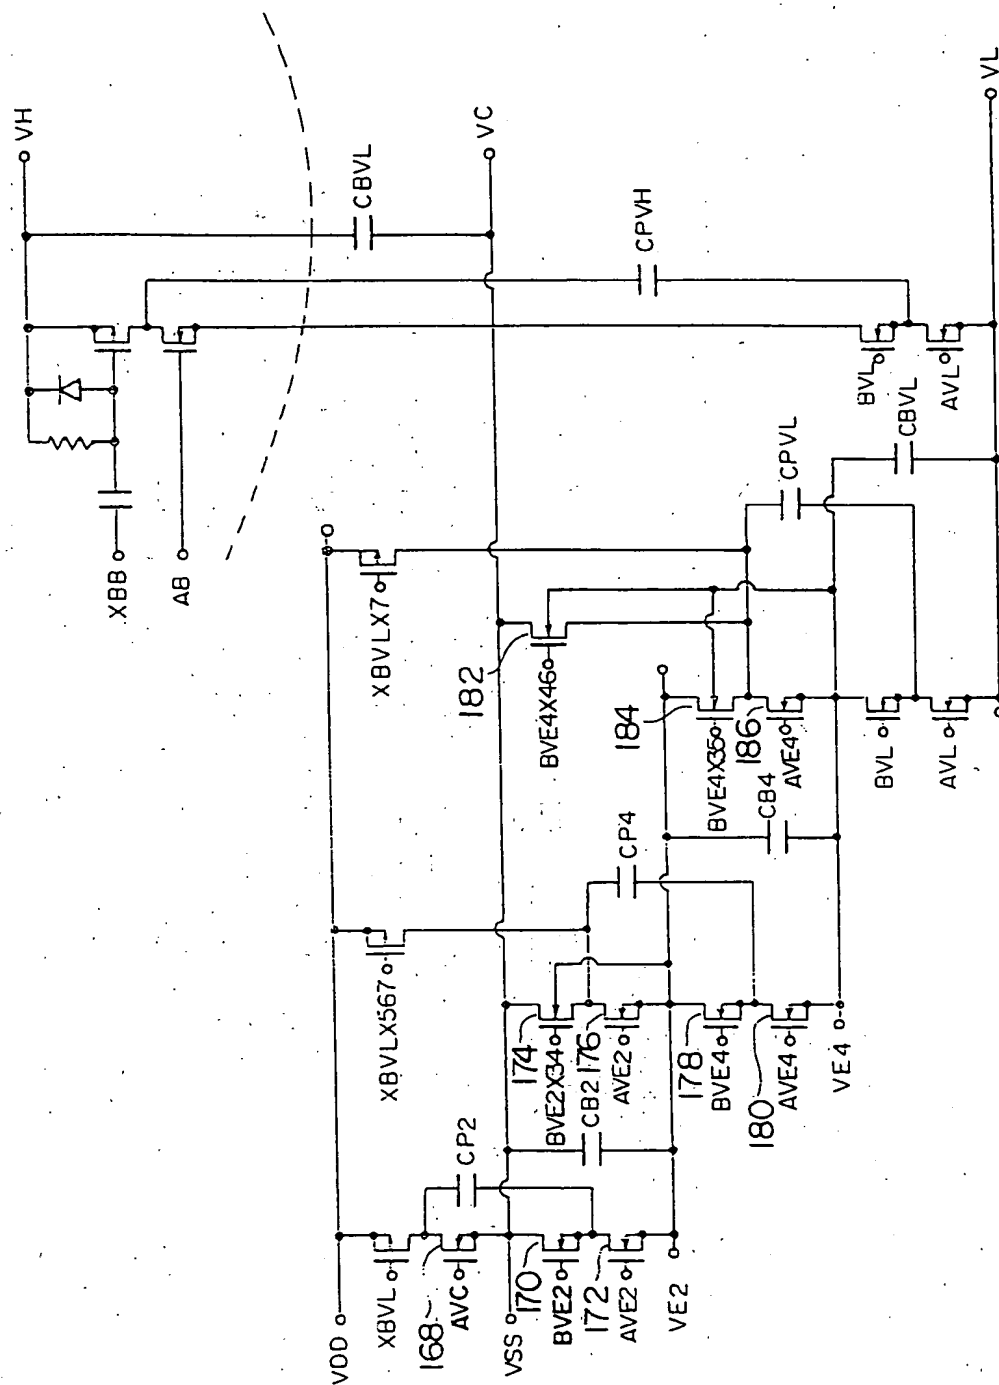 VH
VC
VL
CBVL
CPVH
XBB
AB
BVL
AVL
CBVL
CPVL
XBVLX7
182
BVE4X46
184
BVE4X35
186
AVE4
BVL
AVL
CB4
CP4
XBVLX567
174
BVE2X34
176
AVE2
178
BVE4
180
AVE4
VE4
CB2
CP2
VDD
XBVL
168
AVC
VSS
170
BVE2
172
AVE2
VE2